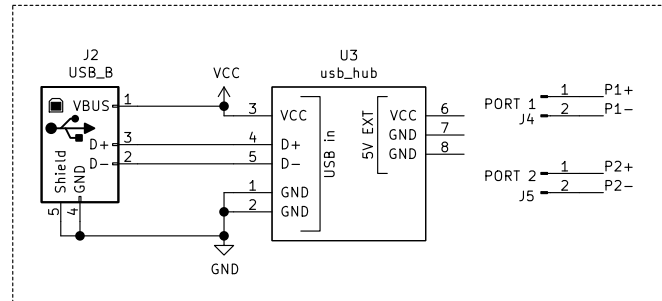 J2
USB_B
VBUS 1
D+ 3
D- 2
Shield
GND
5
4
VCC
GND
U3
usb_hub
3 VCC
4 D+
5 D-
1 GND
2 GND
USB in
5V EXT
VCC 6
GND 7
GND 8
PORT 1
J4
1 P1+
2 P1-
PORT 2
J5
1 P2+
2 P2-